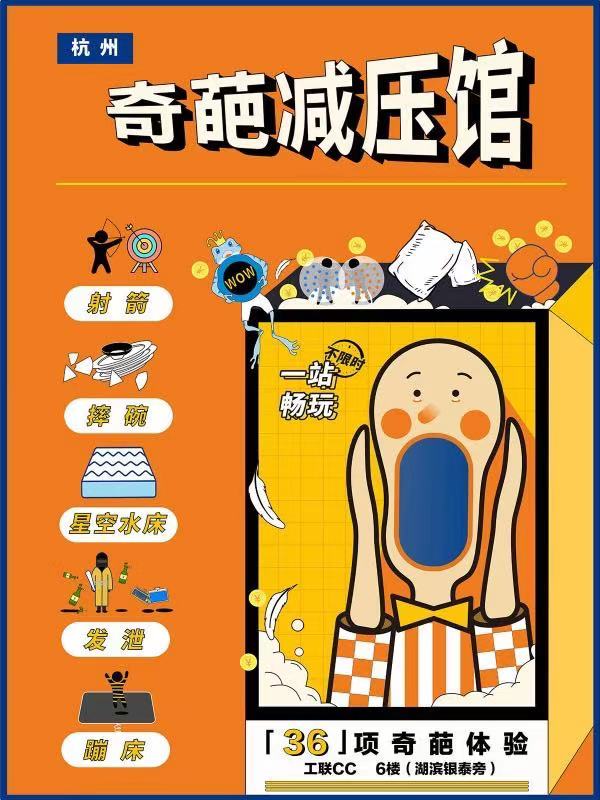 杭州
奇葩减压馆
射箭
摔碗
星空水床
发泄
蹦床
WOW
不限时
一站
畅玩
「36」项奇葩体验
工联CC 6楼(湖滨银泰旁)